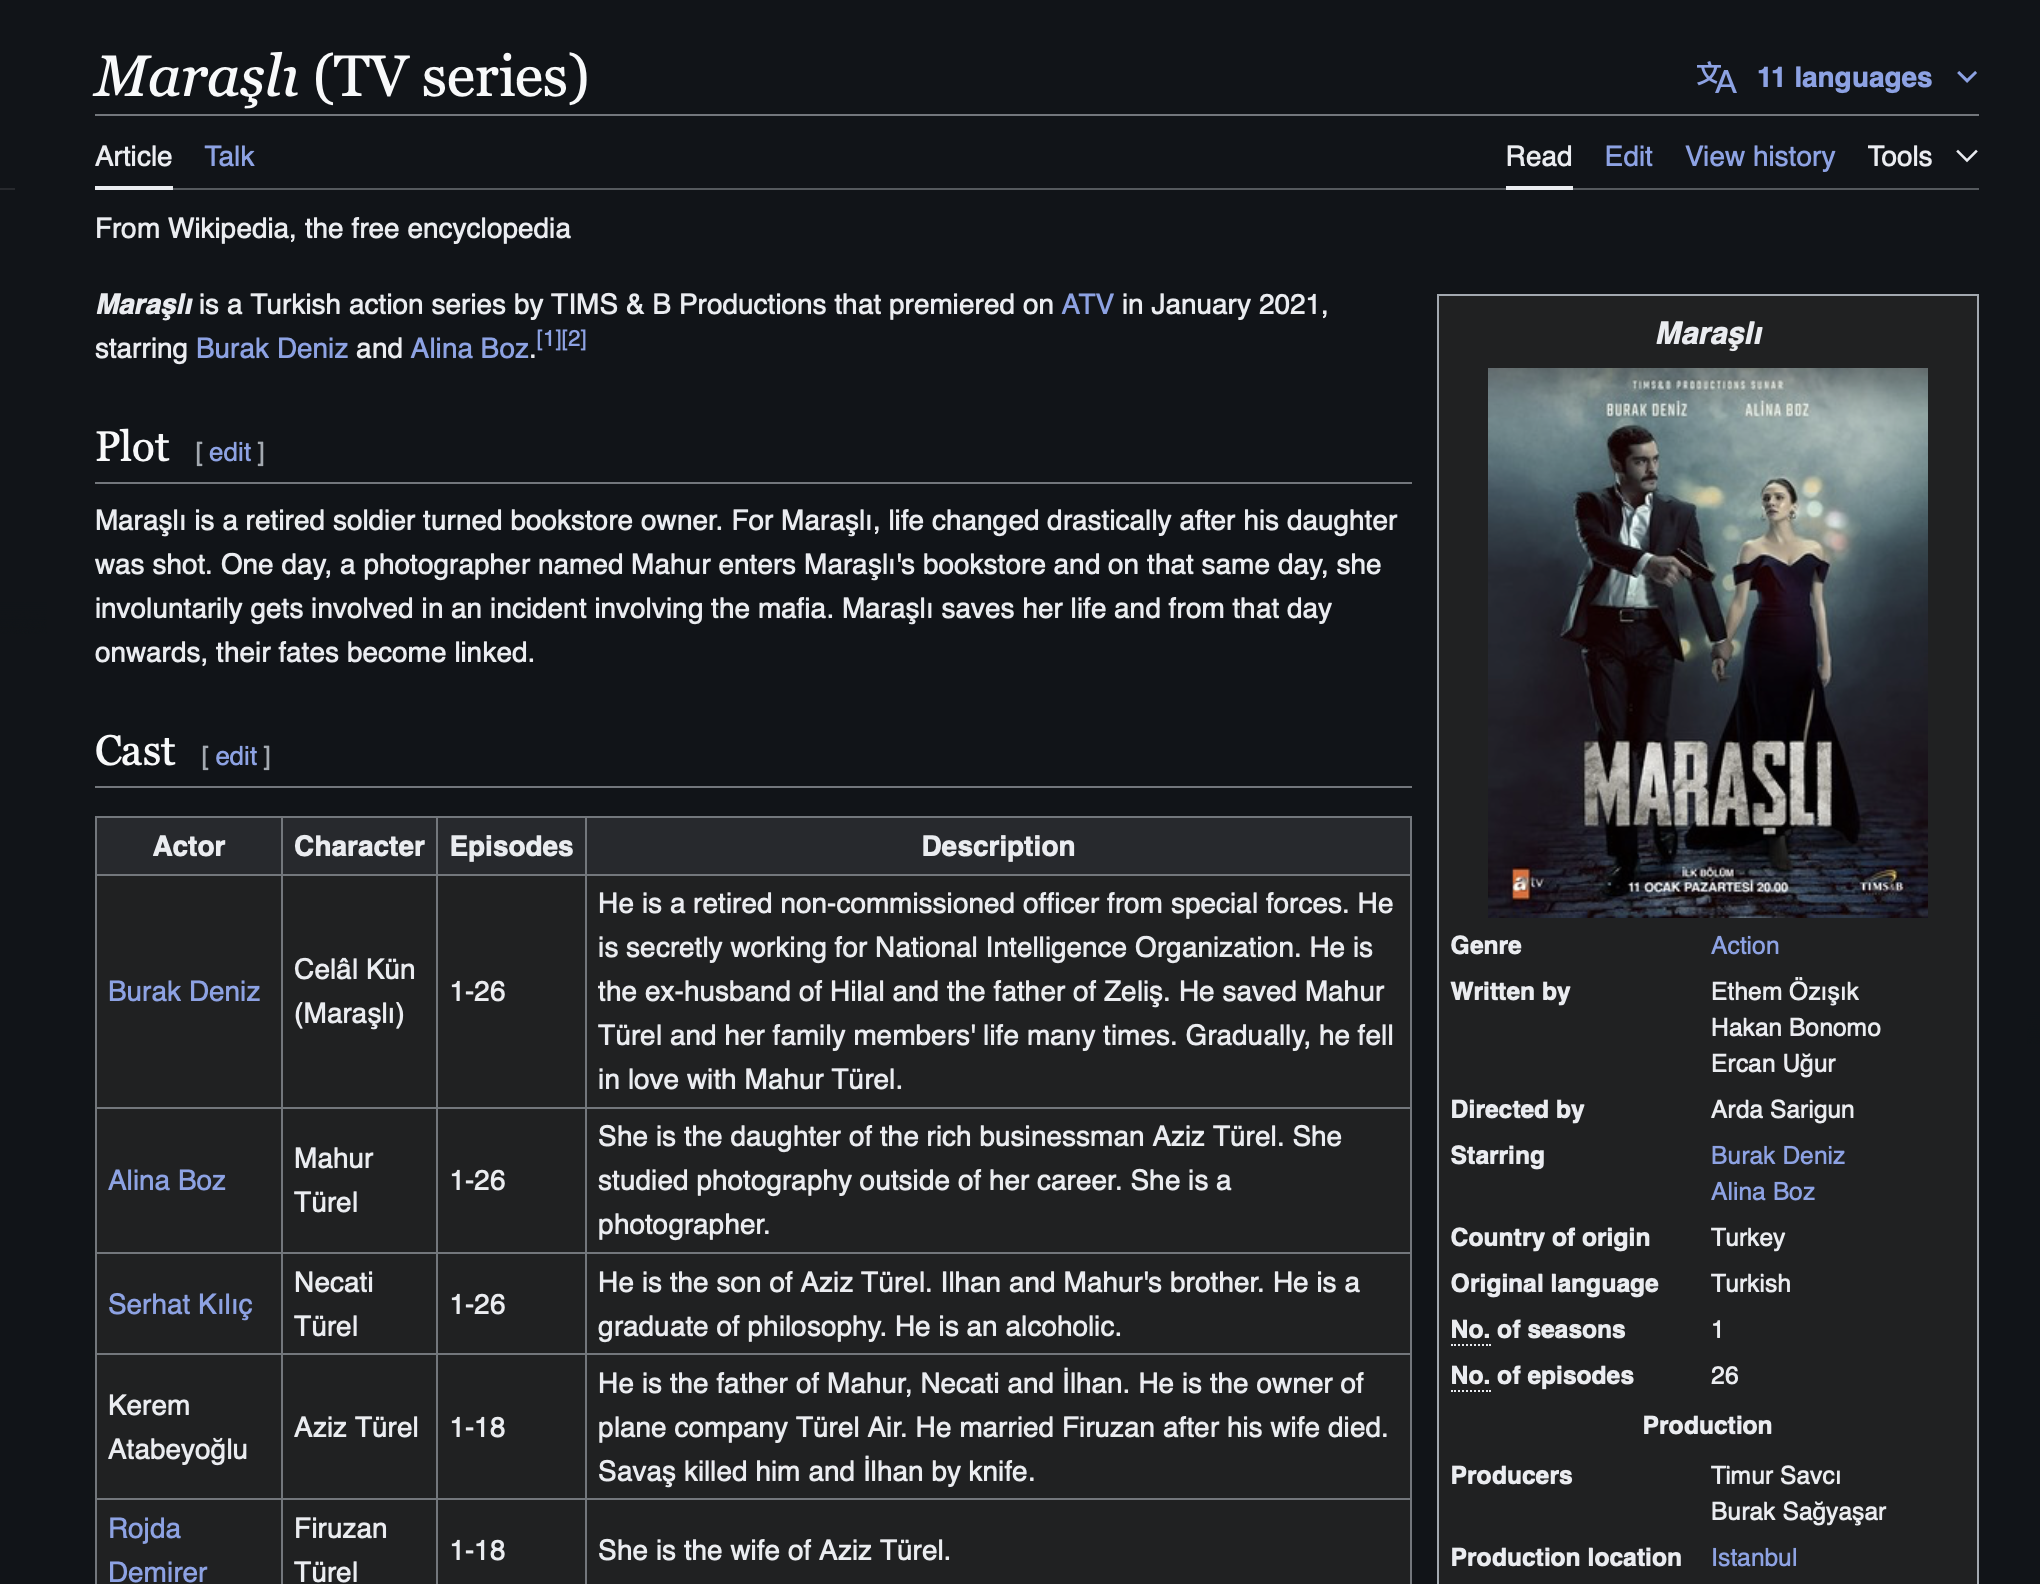 Maraşlı (TV series)
11 languages
Article Talk
Read Edit View history Tools
From Wikipedia, the free encyclopedia
Maraşlı is a Turkish action series by TIMS & B Productions that premiered on ATV in January 2021,
starring Burak Deniz and Alina Boz.[1][2]
Plot [ edit ]
Maraşlı is a retired soldier turned bookstore owner. For Maraşlı, life changed drastically after his daughter
was shot. One day, a photographer named Mahur enters Maraşlı's bookstore and on that same day, she
involuntarily gets involved in an incident involving the mafia. Maraşlı saves her life and from that day
onwards, their fates become linked.
Cast [ edit ]
Actor Character Episodes Description
Burak Deniz
Celâl Kün
(Maraşlı)
1-26
He is a retired non-commissioned officer from special forces. He
is secretly working for National Intelligence Organization. He is
the ex-husband of Hilal and the father of Zeliş. He saved Mahur
Türel and her family members' life many times. Gradually, he fell
in love with Mahur Türel.
Alina Boz
Mahur
Türel
1-26
She is the daughter of the rich businessman Aziz Türel. She
studied photography outside of her career. She is a
photographer.
Serhat Kılıç
Necati
Türel
1-26
He is the son of Aziz Türel. Ilhan and Mahur's brother. He is a
graduate of philosophy. He is an alcoholic.
Kerem
Atabeyoğlu
Aziz Türel
1-18
He is the father of Mahur, Necati and İlhan. He is the owner of
plane company Türel Air. He married Firuzan after his wife died.
Savaş killed him and İlhan by knife.
Rojda
Demirer
Firuzan
Türel
1-18
She is the wife of Aziz Türel.
Maraşlı
TIMS&B PRODUCTIONS SUNAR
BURAK DENİZ ALİNA BOZ
MARAŞLI
İLK BÖLÜM
11 OCAK PAZARTESİ 20.00
atv
TIMS&B
Genre Action
Written by Ethem Özışık
Hakan Bonomo
Ercan Uğur
Directed by Arda Sarigun
Starring Burak Deniz
Alina Boz
Country of origin Turkey
Original language Turkish
No. of seasons 1
No. of episodes 26
Production
Producers Timur Savcı
Burak Sağyaşar
Production location Istanbul